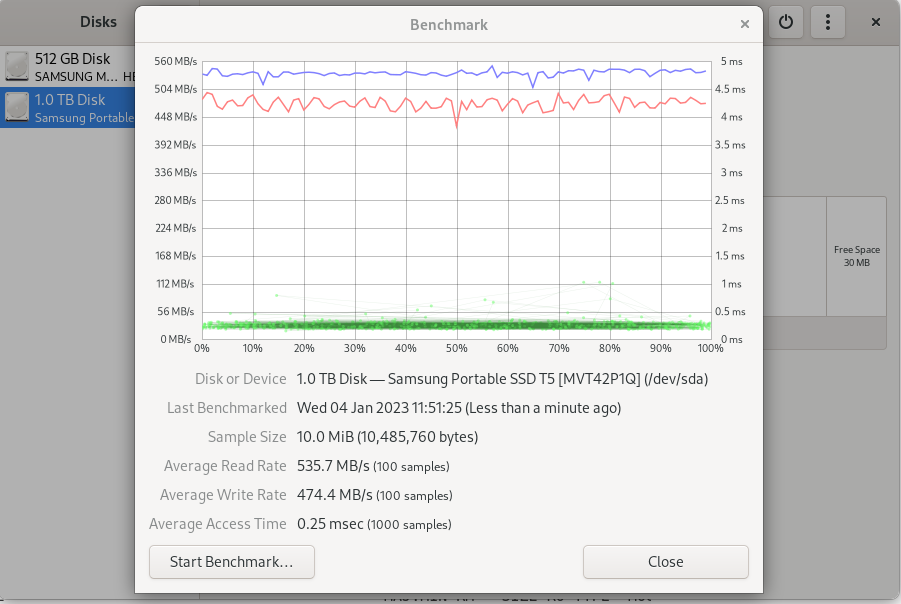 Disks
Benchmark
512 GB Disk
SAMSUNG M... HE
1.0 TB Disk
Samsung Portable
560 MB/s
504 MB/s
448 MB/s
392 MB/s
336 MB/s
280 MB/s
224 MB/s
168 MB/s
112 MB/s
56 MB/s
0 MB/s
5 ms
4.5 ms
4 ms
3.5 ms
3 ms
2.5 ms
2 ms
1.5 ms
1 ms
0.5 ms
0 ms
0% 10% 20% 30% 40% 50% 60% 70% 80% 90% 100%
Free Space
30 MB
Disk or Device 1.0 TB Disk — Samsung Portable SSD T5 [MVT42P1Q] (/dev/sda)
Last Benchmarked Wed 04 Jan 2023 11:51:25 (Less than a minute ago)
Sample Size 10.0 MiB (10,485,760 bytes)
Average Read Rate 535.7 MB/s (100 samples)
Average Write Rate 474.4 MB/s (100 samples)
Average Access Time 0.25 msec (1000 samples)
Start Benchmark...
Close